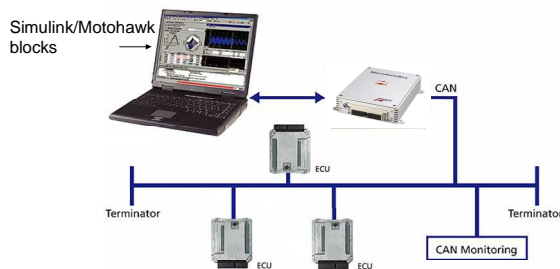 Simulink/Motohawk
blocks
CAN
ECU
Terminator
Terminator
CAN Monitoring
ECU
ECU